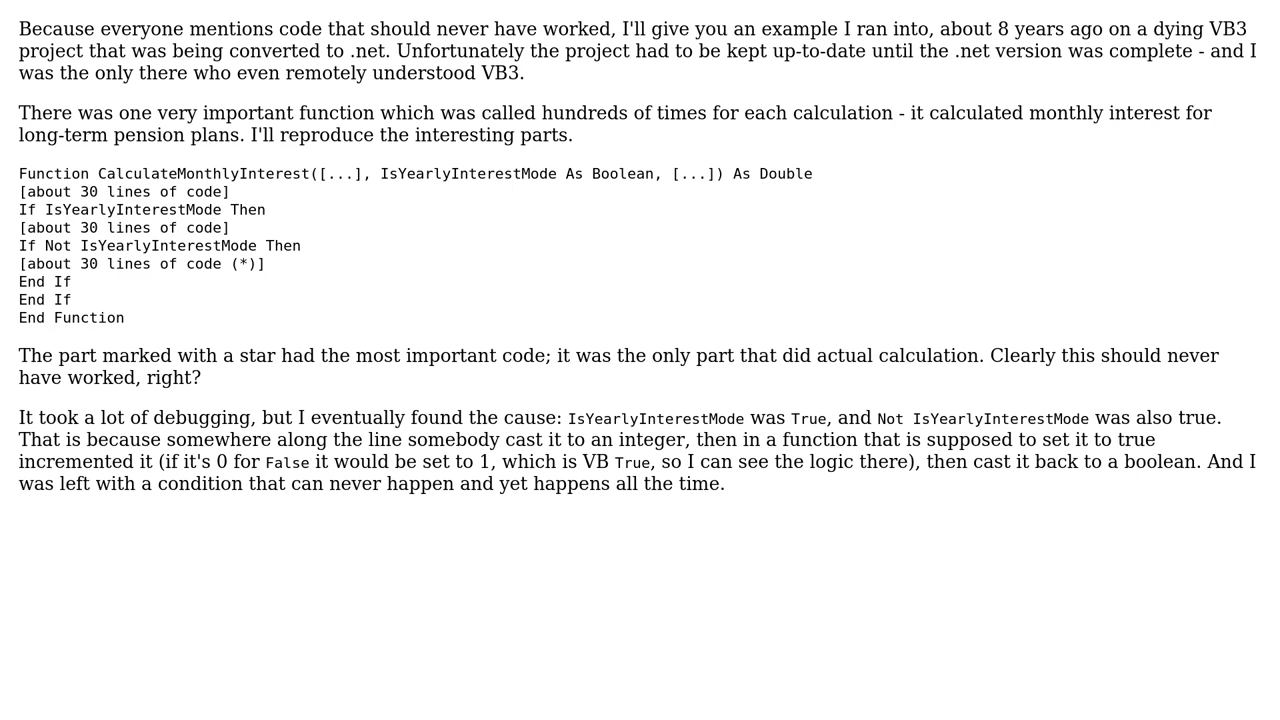 Because everyone mentions code that should never have worked, I'll give you an example I ran into, about 8 years ago on a dying VB3
project that was being converted to .net. Unfortunately the project had to be kept up-to-date until the .net version was complete - and I
was the only there who even remotely understood VB3.
There was one very important function which was called hundreds of times for each calculation - it calculated monthly interest for
long-term pension plans. I'll reproduce the interesting parts.
Function CalculateMonthlyInterest([...], IsYearlyInterestMode As Boolean, [...]) As Double
[about 30 lines of code]
If IsYearlyInterestMode Then
[about 30 lines of code]
If Not IsYearlyInterestMode Then
[about 30 lines of code (*)]
End If
End If
End Function
The part marked with a star had the most important code; it was the only part that did actual calculation. Clearly this should never
have worked, right?
It took a lot of debugging, but I eventually found the cause: IsYearlyInterestMode was True, and Not IsYearlyInterestMode was also true.
That is because somewhere along the line somebody cast it to an integer, then in a function that is supposed to set it to true
incremented it (if it's 0 for False it would be set to 1, which is VB True, so I can see the logic there), then cast it back to a boolean. And I
was left with a condition that can never happen and yet happens all the time.